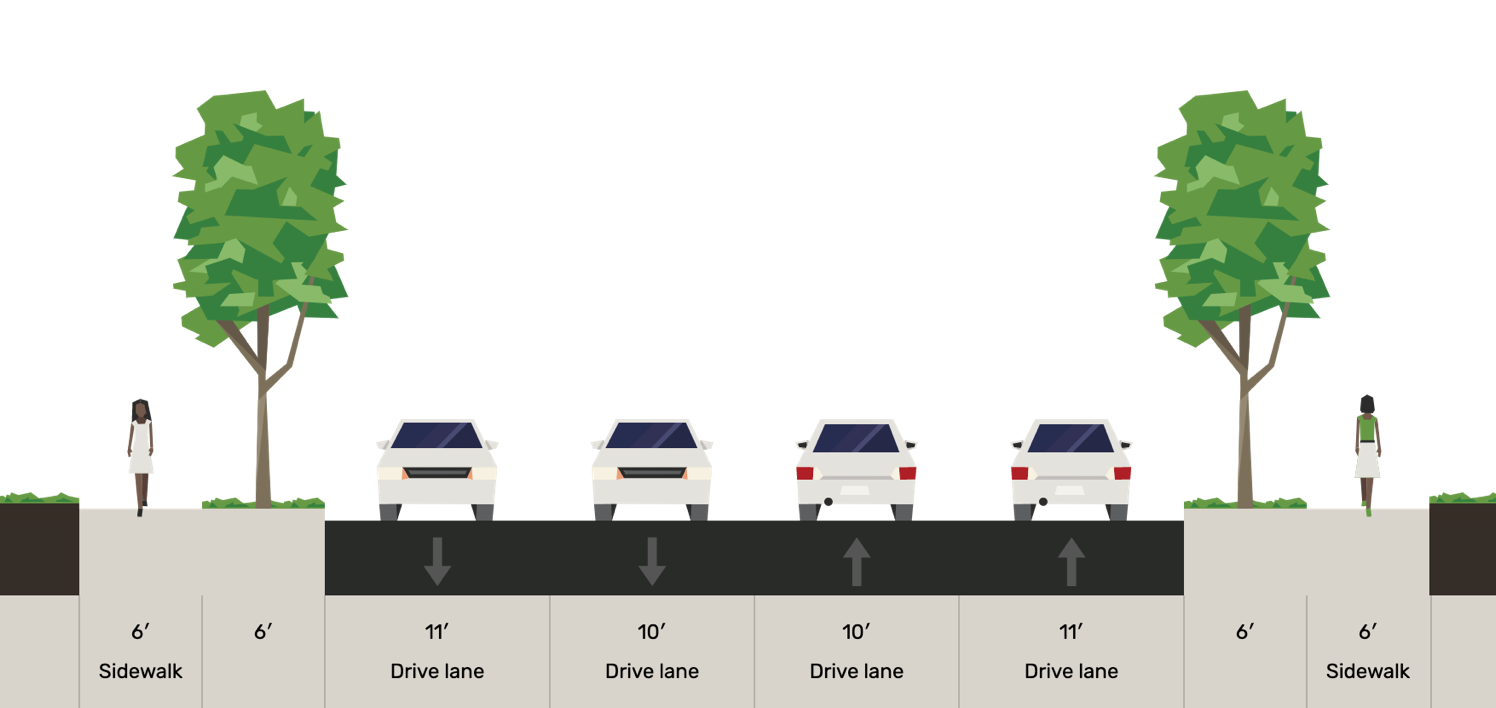 6′ 6′ 11′ 10′ 10′ 11′ 6′ 6′
Sidewalk Drive lane Drive lane Drive lane Drive lane Sidewalk